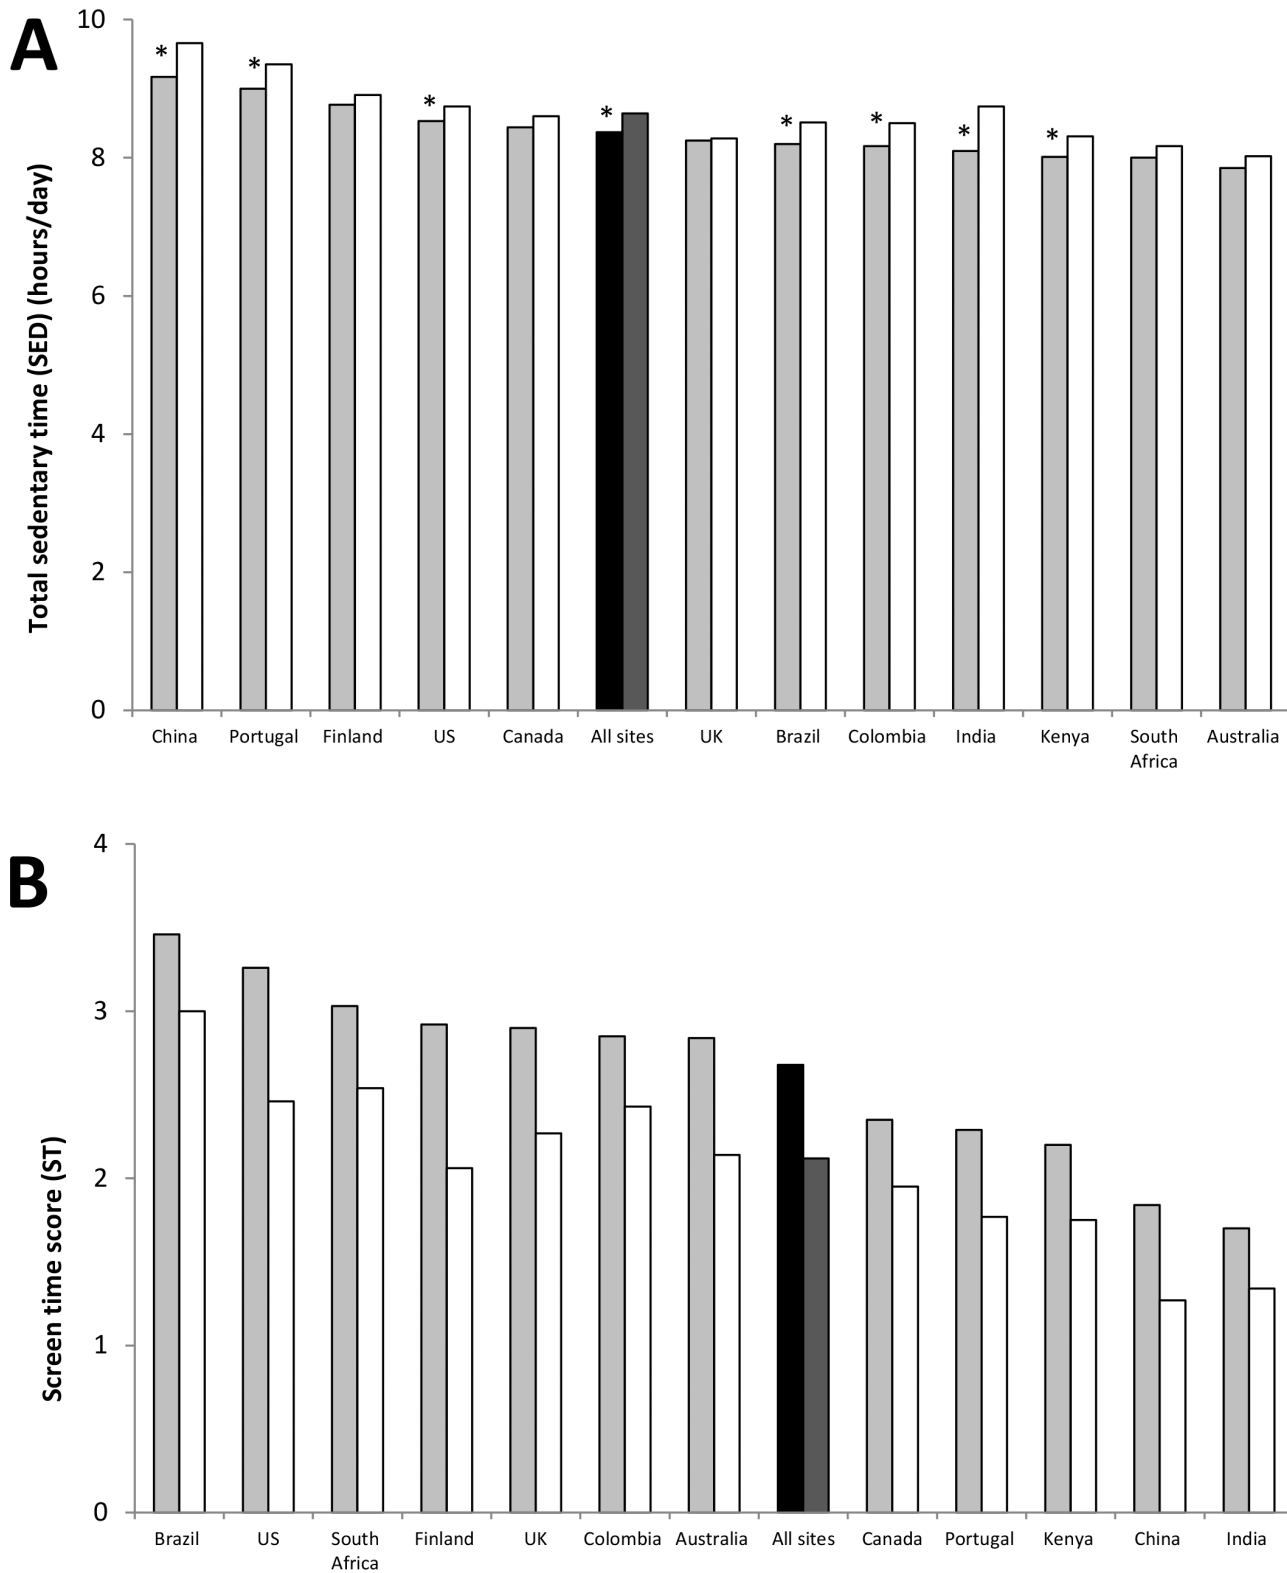 A
Total sedentary time (SED) (hours/day)
10
8
6
4
2
0
*
*
*
*
*
*
*
*
China
Portugal
Finland
US
Canada
All sites
UK
Brazil
Colombia
India
Kenya
South
Africa
Australia
B
Screen time score (ST)
4
3
2
1
0
Brazil
US
South
Africa
Finland
UK
Colombia
Australia
All sites
Canada
Portugal
Kenya
China
India